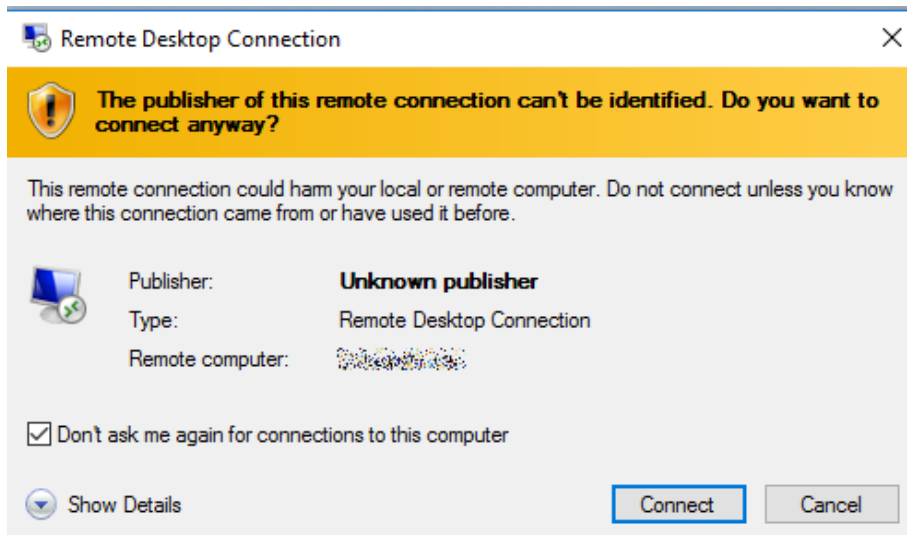 Remote Desktop Connection
The publisher of this remote connection can't be identified. Do you want to
connect anyway?
This remote connection could harm your local or remote computer. Do not connect unless you know
where this connection came from or have used it before.
Publisher: Unknown publisher
Type: Remote Desktop Connection
Remote computer:
Don't ask me again for connections to this computer
Show Details Connect Cancel